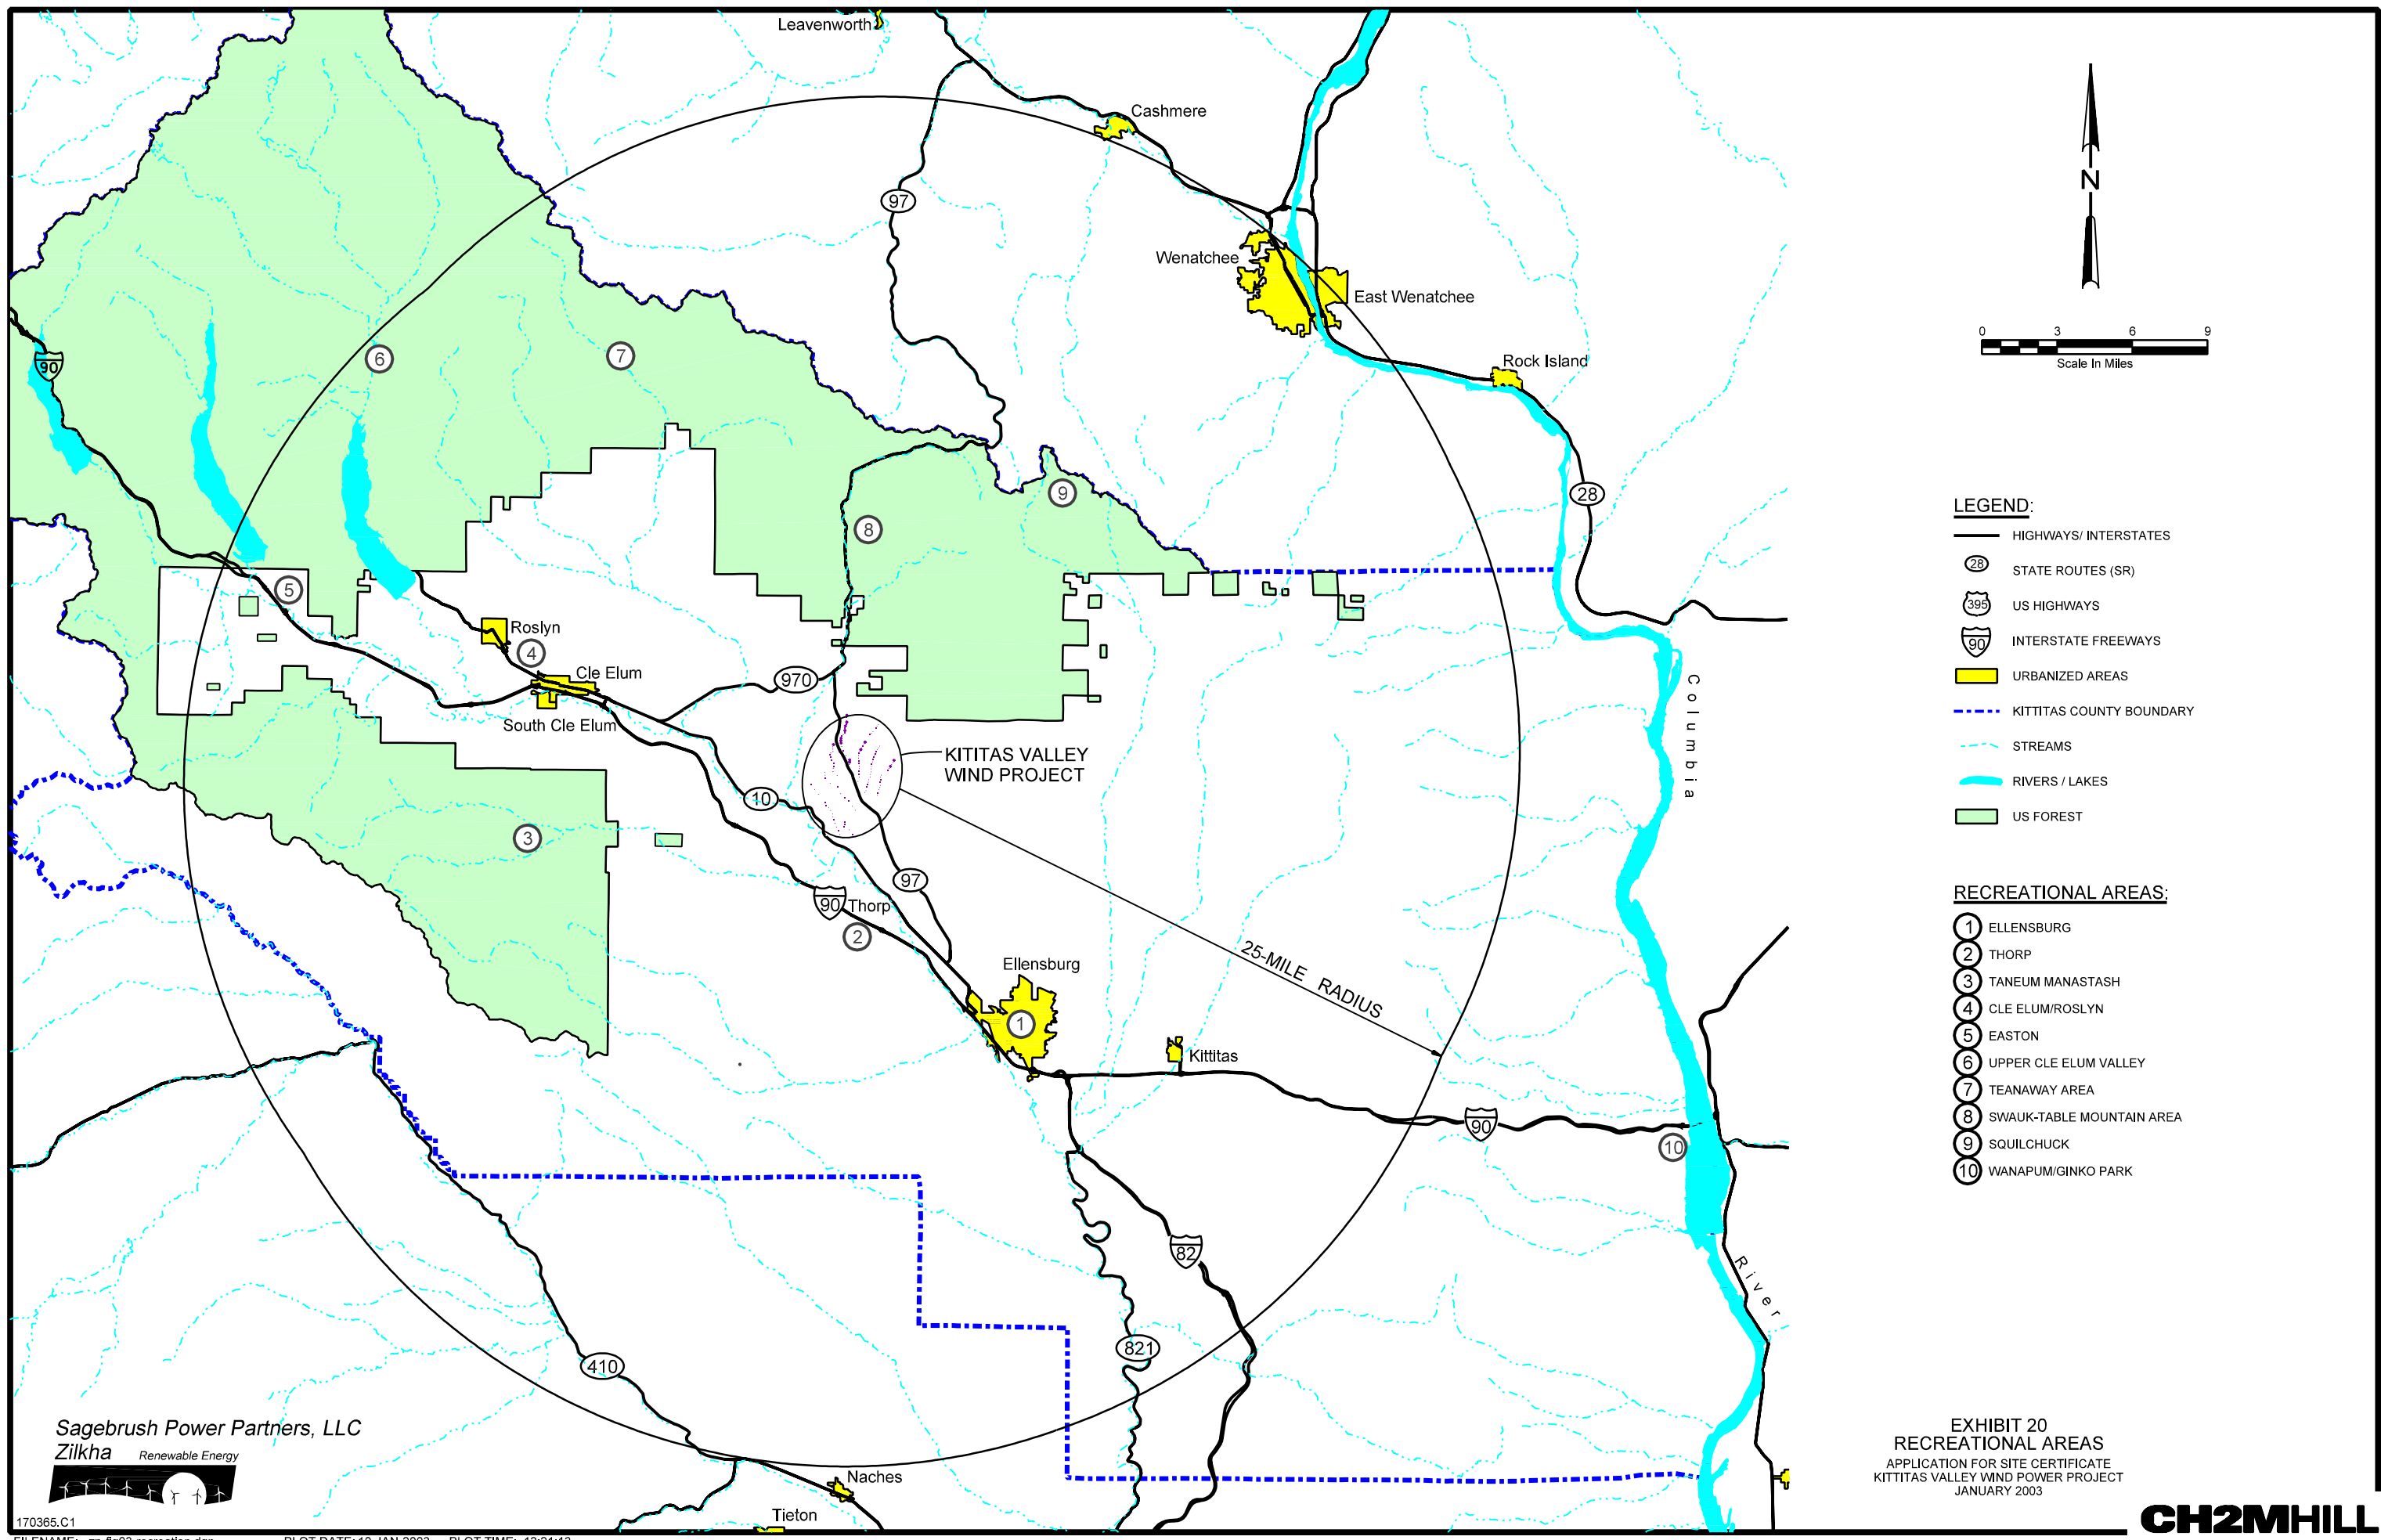 Leavenworth
Cashmere
97
Wenatchee
East Wenatchee
Rock Island
90
6
7
9
28
8
5
Roslyn
4
Cle Elum
970
South Cle Elum
KITITAS VALLEY
WIND PROJECT
10
3
97
90
Thorp
2
Columbia
25-MILE RADIUS
Ellensburg
1
Kittitas
90
10
82
River
821
410
Naches
Tieton
N
0 3 6 9
Scale In Miles
LEGEND:
HIGHWAYS/ INTERSTATES
28 STATE ROUTES (SR)
395 US HIGHWAYS
90 INTERSTATE FREEWAYS
URBANIZED AREAS
KITTITAS COUNTY BOUNDARY
STREAMS
RIVERS / LAKES
US FOREST
RECREATIONAL AREAS:
1 ELLENSBURG
2 THORP
3 TANEUM MANASTASH
4 CLE ELUM/ROSLYN
5 EASTON
6 UPPER CLE ELUM VALLEY
7 TEANAWAY AREA
8 SWAUK-TABLE MOUNTAIN AREA
9 SQUILCHUCK
10 WANAPUM/GINKO PARK
Sagebrush Power Partners, LLC
Zilkha Renewable Energy
170365.C1
EXHIBIT 20
RECREATIONAL AREAS
APPLICATION FOR SITE CERTIFICATE
KITTITAS VALLEY WIND POWER PROJECT
JANUARY 2003
CH2MHILL